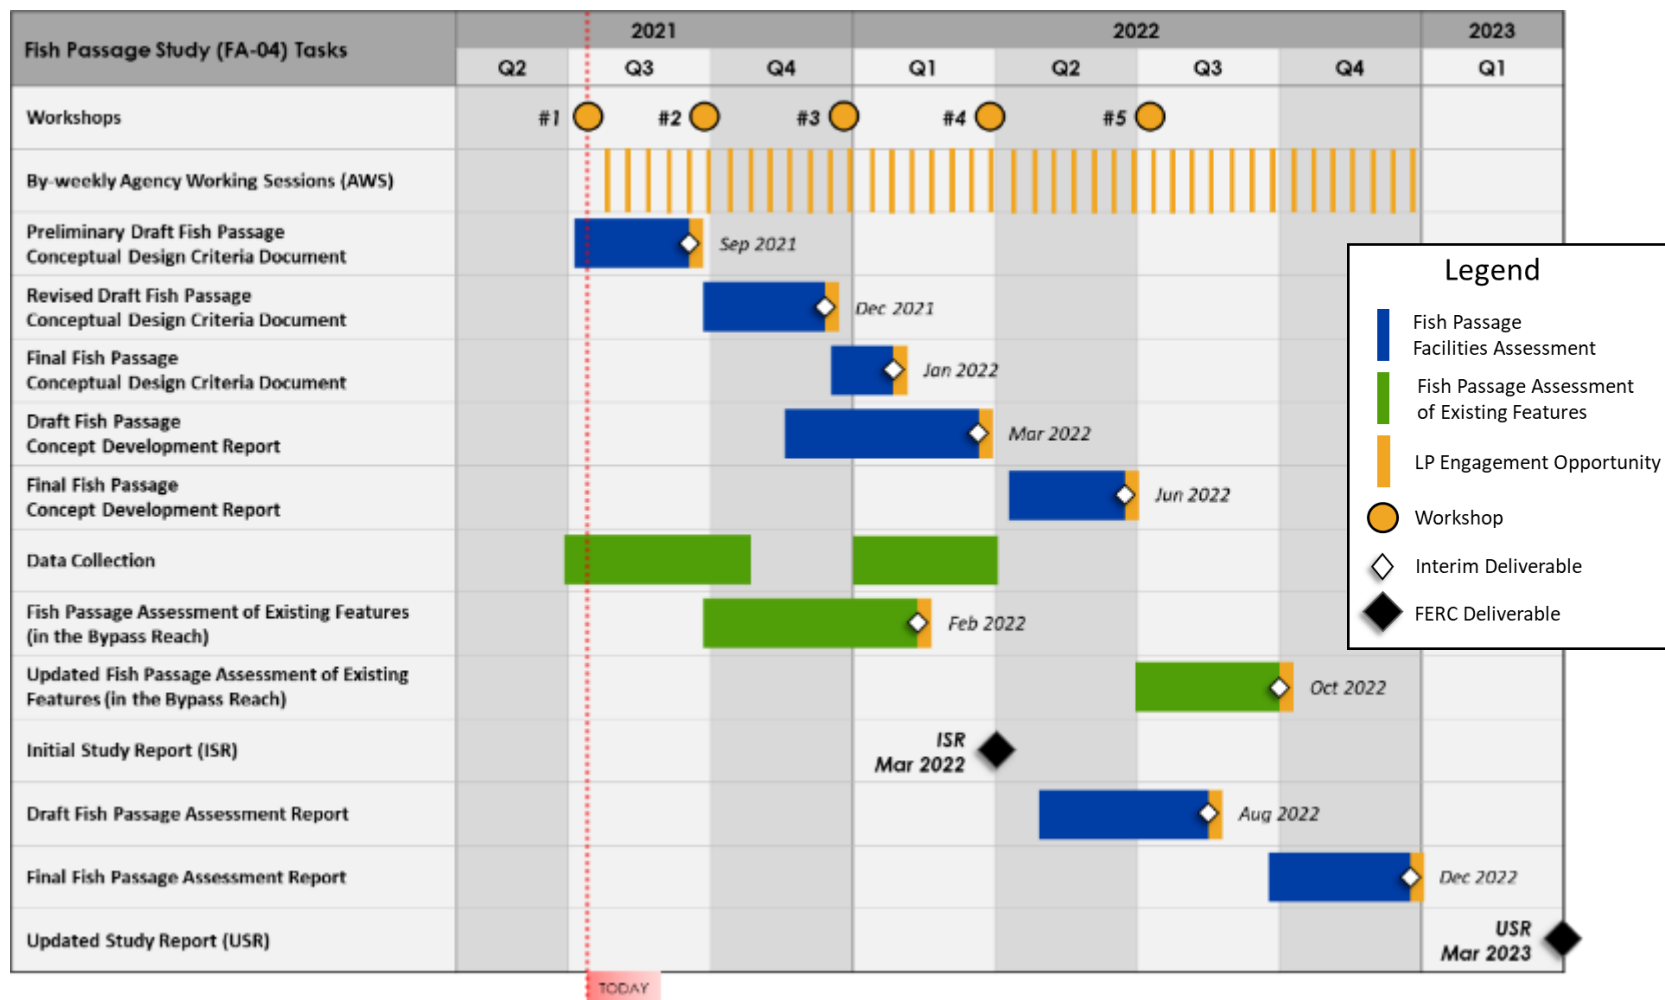 Fish Passage Study (FA-04) Tasks
2021
2022
2023
Q2
Q3
Q4
Q1
Q2
Q3
Q4
Q1
Workshops
#1
#2
#3
#4
#5
By-weekly Agency Working Sessions (AWS)
Preliminary Draft Fish Passage
Conceptual Design Criteria Document
Sep 2021
Revised Draft Fish Passage
Conceptual Design Criteria Document
Dec 2021
Final Fish Passage
Conceptual Design Criteria Document
Jan 2022
Draft Fish Passage
Concept Development Report
Mar 2022
Final Fish Passage
Concept Development Report
Jun 2022
Data Collection
Fish Passage Assessment of Existing Features
(in the Bypass Reach)
Feb 2022
Updated Fish Passage Assessment of Existing
Features (in the Bypass Reach)
Oct 2022
Initial Study Report (ISR)
ISR
Mar 2022
Draft Fish Passage Assessment Report
Aug 2022
Final Fish Passage Assessment Report
Dec 2022
Updated Study Report (USR)
USR
Mar 2023
TODAY
Legend
Fish Passage
Facilities Assessment
Fish Passage Assessment
of Existing Features
LP Engagement Opportunity
Workshop
Interim Deliverable
FERC Deliverable